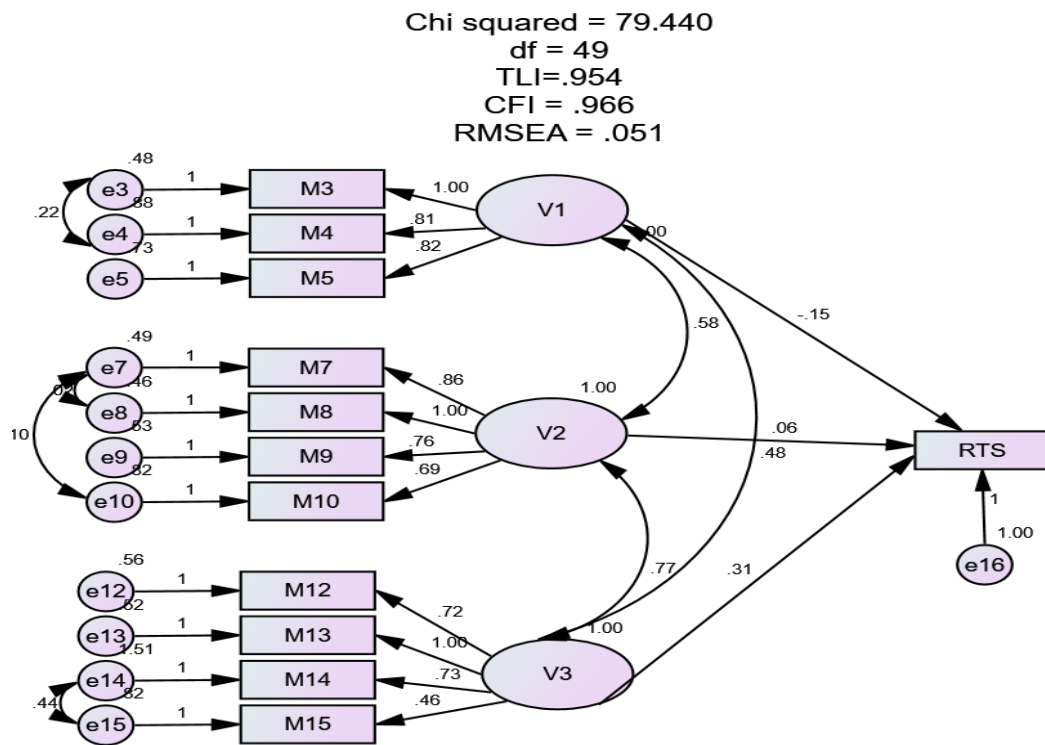 Chi squared = 79.440
df = 49
TLI=.954
CFI = .966
RMSEA = .051
.48
e3
1
M3
1.00
V1
.22
.88
e4
1
M4
.81
.73
e5
1
M5
.82
-.15
.58
.49
e7
1
M7
.86
1.00
.46
e8
1
M8
1.00
V2
.06
RTS
10
.53
e9
1
M9
.76
.48
.82
e10
1
M10
.69
1
1.00
e16
.56
e12
1
M12
.72
.77
.31
.52
e13
1
M13
1.00
1.00
1.51
e14
1
M14
.73
V3
.44
.82
e15
1
M15
.46